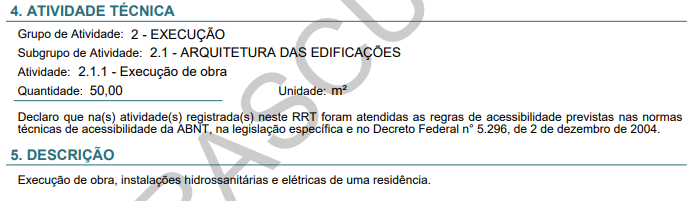 4. ATIVIDADE TÉCNICA
Grupo de Atividade: 2 - EXECUÇÃO
Subgrupo de Atividade: 2.1 - ARQUITETURA DAS EDIFICAÇÕES
Atividade: 2.1.1 - Execução de obra
Quantidade: 50,00 Unidade: m²
Declaro que na(s) atividade(s) registrada(s) neste RRT foram atendidas as regras de acessibilidade previstas nas normas
técnicas de acessibilidade da ABNT, na legislação específica e no Decreto Federal n° 5.296, de 2 de dezembro de 2004.
5. DESCRIÇÃO
Execução de obra, instalações hidrossanitárias e elétricas de uma residência.
RASCU